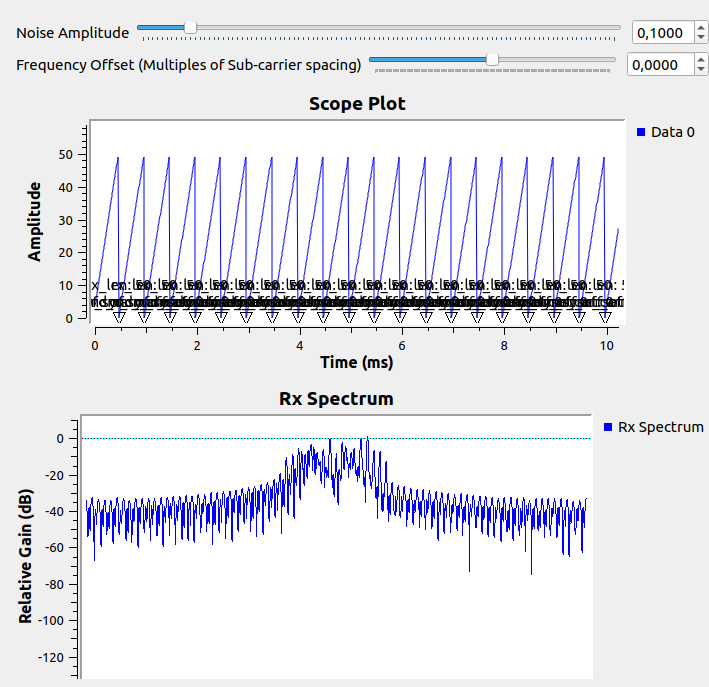 Noise Amplitude 0,1000
Frequency Offset (Multiples of Sub-carrier spacing) 0,0000
Scope Plot
Data 0
Amplitude
50
40
30
20
10
0
0 2 4 6 8 10
Time (ms)
Rx Spectrum
Rx Spectrum
Relative Gain (dB)
0
-20
-40
-60
-80
-100
-120